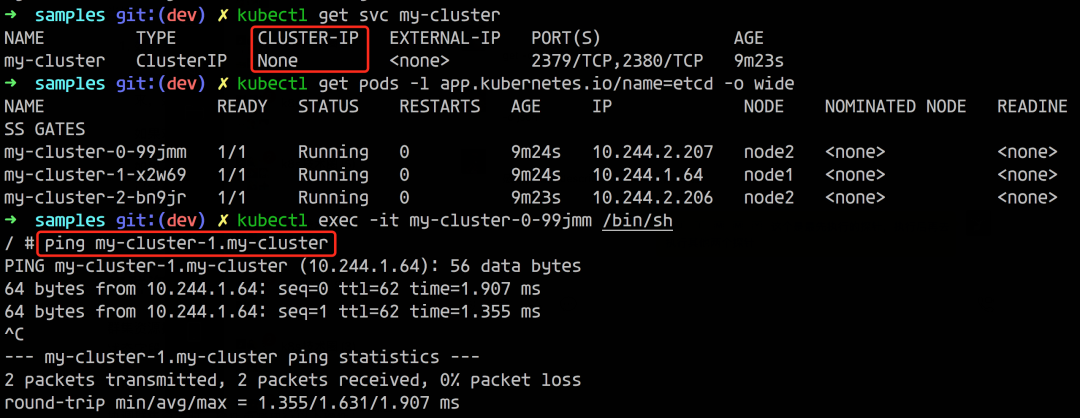 ➜  samples git:(dev) ✗ kubectl get svc my-cluster
NAME         TYPE        CLUSTER-IP   EXTERNAL-IP   PORT(S)             AGE
my-cluster   ClusterIP   None         <none>        2379/TCP,2380/TCP   9m23s
➜  samples git:(dev) ✗ kubectl get pods -l app.kubernetes.io/name=etcd -o wide
NAME                 READY   STATUS    RESTARTS   AGE     IP             NODE    NOMINATED NODE   READINE
SS GATES
my-cluster-0-99jmm   1/1     Running   0          9m24s   10.244.2.207   node2   <none>           <none>
my-cluster-1-x2w69   1/1     Running   0          9m24s   10.244.1.64    node1   <none>           <none>
my-cluster-2-bn9jr   1/1     Running   0          9m23s   10.244.2.206   node2   <none>           <none>
➜  samples git:(dev) ✗ kubectl exec -it my-cluster-0-99jmm /bin/sh
/ # ping my-cluster-1.my-cluster
PING my-cluster-1.my-cluster (10.244.1.64): 56 data bytes
64 bytes from 10.244.1.64: seq=0 ttl=62 time=1.907 ms
64 bytes from 10.244.1.64: seq=1 ttl=62 time=1.355 ms
^C
--- my-cluster-1.my-cluster ping statistics ---
2 packets transmitted, 2 packets received, 0% packet loss
round-trip min/avg/max = 1.355/1.631/1.907 ms